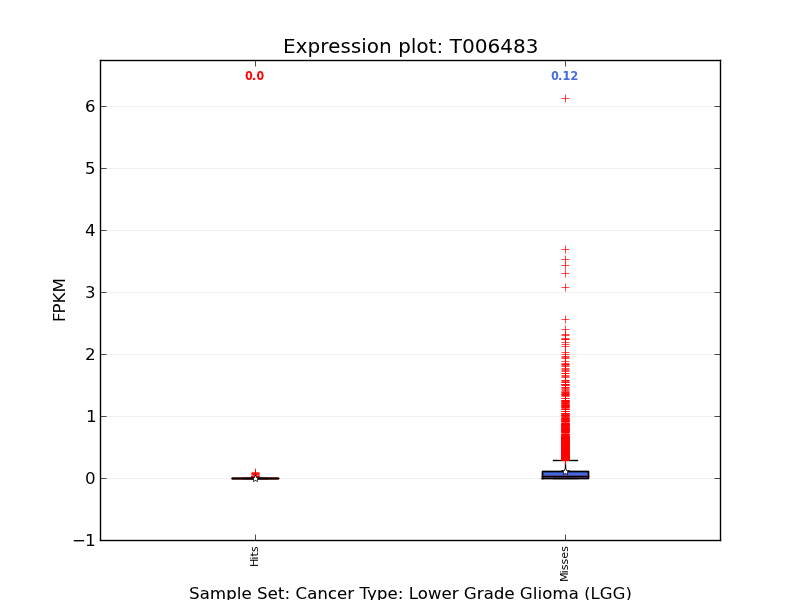 Expression plot: T006483
0.0
0.12
6
5
4
3
2
1
0
−1
FPKM
Hits
Misses
Sample Set: Cancer Type: Lower Grade Glioma (LGG)